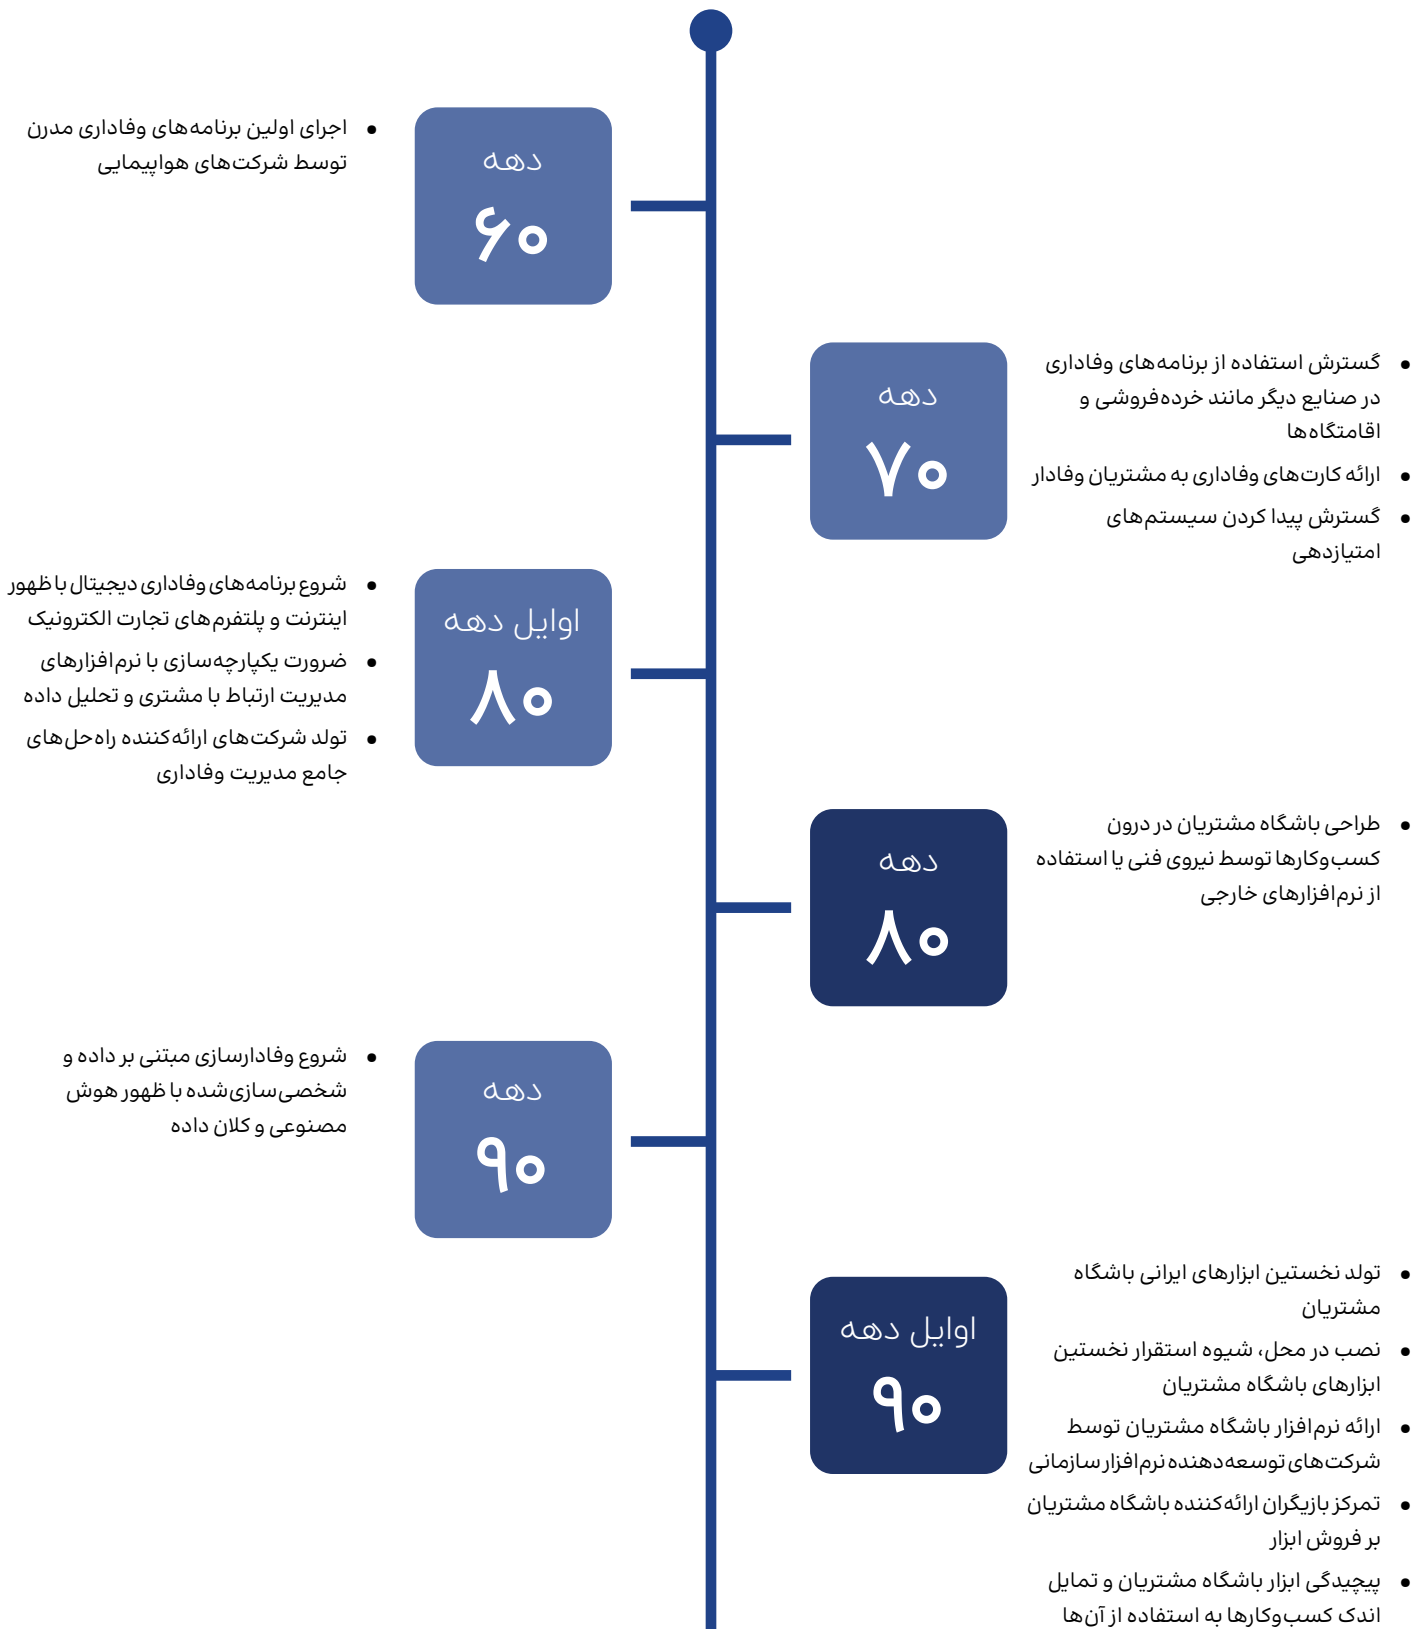 دهه
۶۰
اجرای اولین برنامه‌های وفاداری مدرن
توسط شرکت‌های هواپیمایی
دهه
۷۰
گسترش استفاده از برنامه‌های وفاداری
در صنایع دیگر مانند خرده‌فروشی و
اقامتگاه‌ها
ارائه کارت‌های وفاداری به مشتریان وفادار
گسترش پیدا کردن سیستم‌های
امتیازدهی
اوایل دهه
۸۰
شروع برنامه‌های وفاداری دیجیتال با ظهور
اینترنت و پلتفرم‌های تجارت الکترونیک
ضرورت یکپارچه‌سازی با نرم‌افزارهای
مدیریت ارتباط با مشتری و تحلیل داده
تولد شرکت‌های ارائه‌کننده راه‌حل‌های
جامع مدیریت وفاداری
دهه
۸۰
طراحی باشگاه مشتریان در درون
کسب‌وکارها توسط نیروی فنی یا استفاده
از نرم‌افزارهای خارجی
دهه
۹۰
شروع وفادارسازی مبتنی بر داده و
شخصی‌سازی‌شده با ظهور هوش
مصنوعی و کلان داده
اوایل دهه
۹۰
تولد نخستین ابزارهای ایرانی باشگاه
مشتریان
نصب در محل، شیوه استقرار نخستین
ابزارهای باشگاه مشتریان
ارائه نرم‌افزار باشگاه مشتریان توسط
شرکت‌های توسعه‌دهنده نرم‌افزار سازمانی
تمرکز بازیگران ارائه‌کننده باشگاه مشتریان
بر فروش ابزار
پیچیدگی ابزار باشگاه مشتریان و تمایل
اندک کسب‌وکارها به استفاده از آن‌ها